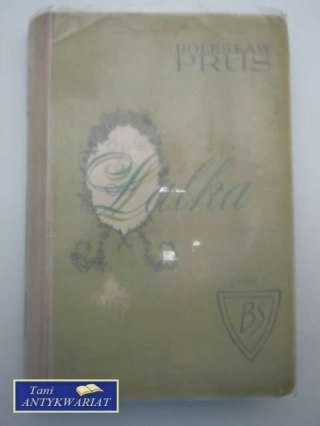 BOLESŁAW
PRUS
Lalka
TOM I
BS
Tani
ANTYKWARIAT